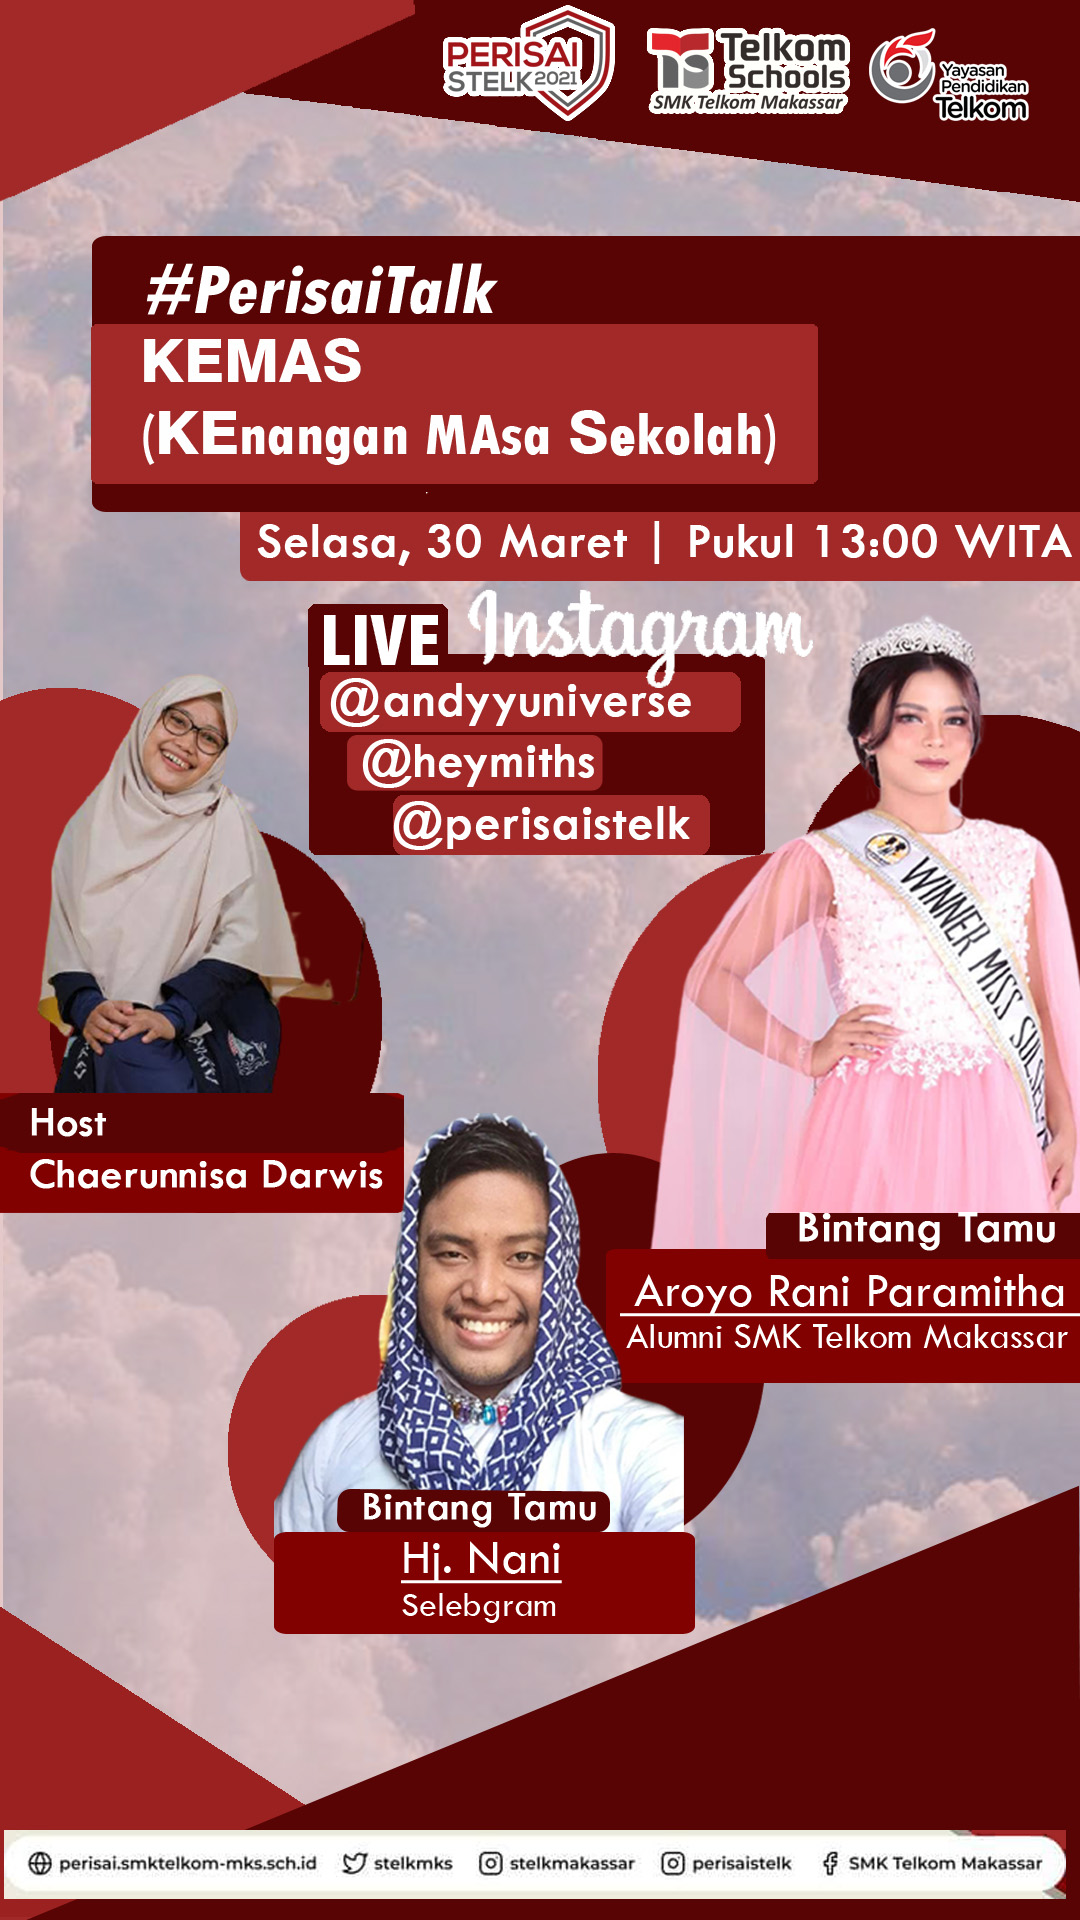 PERISAI
STELK 2021
Telkom
Schools
SMK Telkom Makassar
Yayasan
Pendidikan
Telkom
#PerisaiTalk
KEMAS
(KEnangan MAsa Sekolah)
Selasa, 30 Maret | Pukul 13:00 WITA
LIVE Instagram
@andyyuniverse
@heymiths
@perisaistelk
WINNER MISS
Host
Chaerunnisa Darwis
Bintang Tamu
Aroyo Rani Paramitha
Alumni SMK Telkom Makassar
Bintang Tamu
Hj. Nani
Selebgram
perisai.smktelkom-mks.sch.id stelkmks stelkmakassar perisaistelk SMK Telkom Makassar